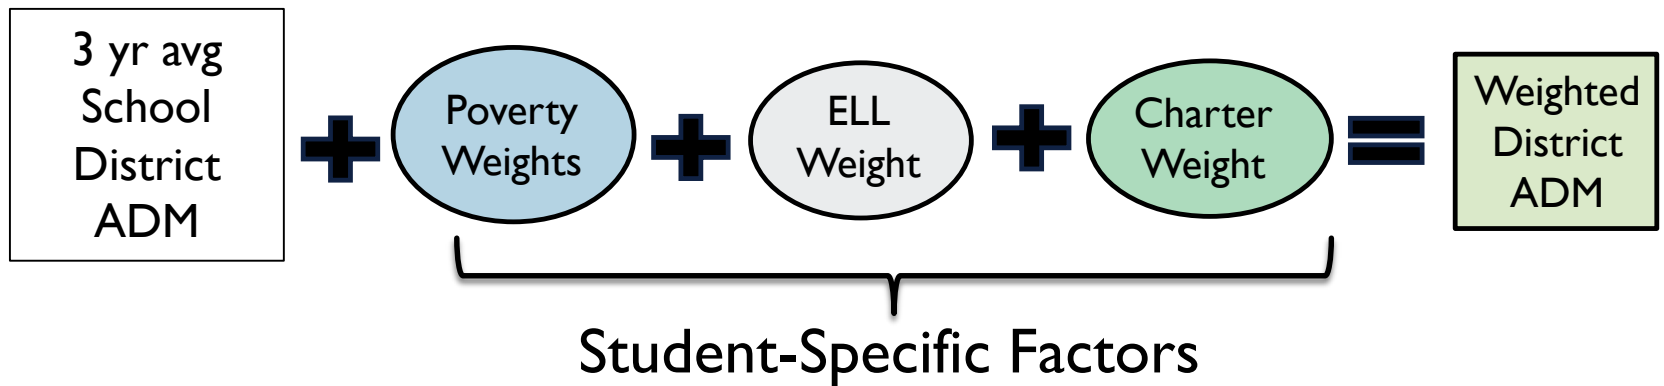 3 yr avg
School
District
ADM
Poverty
Weights
ELL
Weight
Charter
Weight
Weighted
District
ADM
Student-Specific Factors